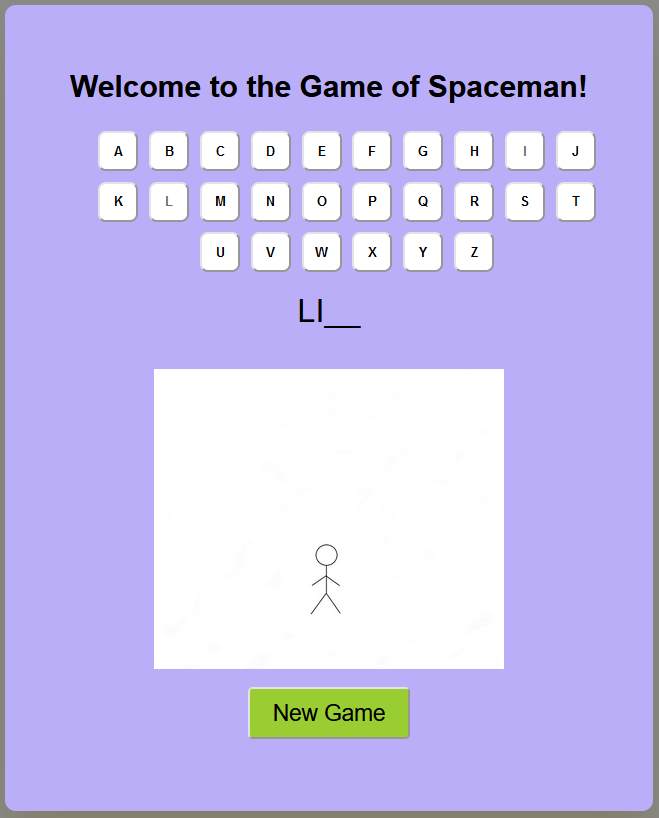 Welcome to the Game of Spaceman!
A B C D E F G H I J
K L M N O P Q R S T
U V W X Y Z
LI__
New Game